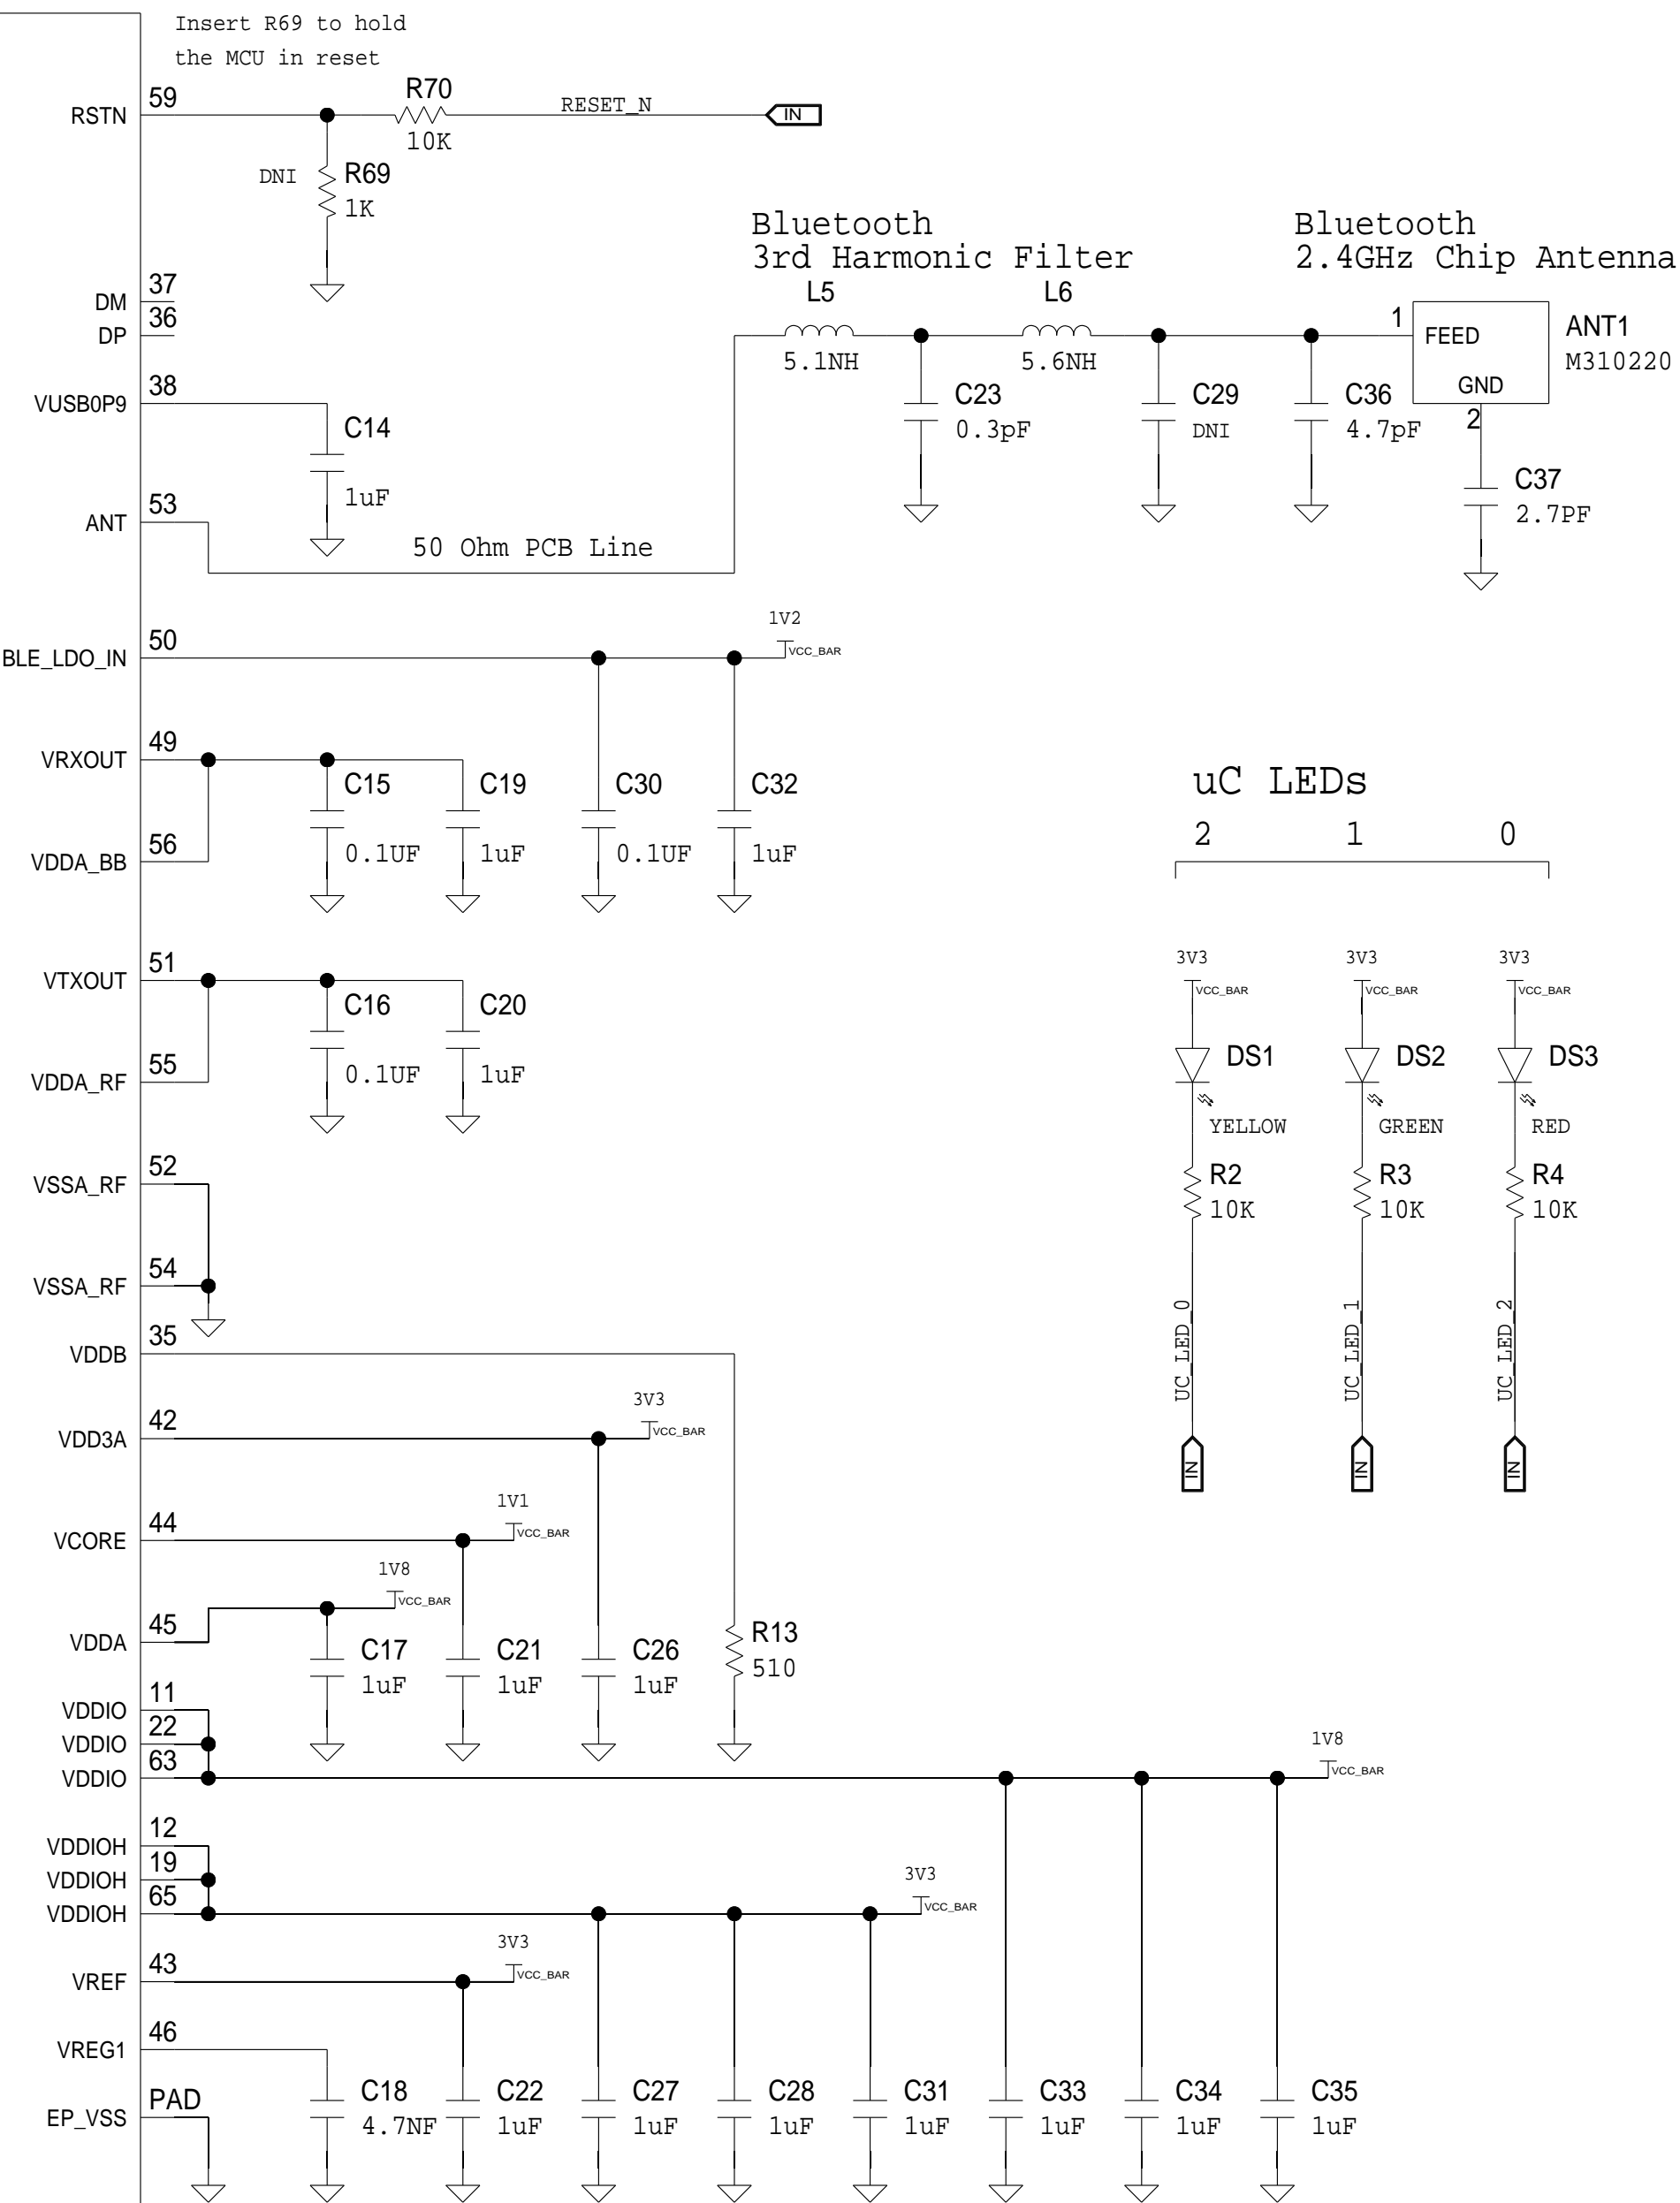 Insert R69 to hold
the MCU in reset
RSTN
59
R70
10K
RESET_N
IN
DNI
R69
1K
Bluetooth
3rd Harmonic Filter
Bluetooth
2.4GHz Chip Antenna
DM
37
DP
36
L5
5.1NH
L6
5.6NH
1
FEED
GND
2
ANT1
M310220
VUSB0P9
38
C14
1uF
C23
0.3pF
C29
DNI
C36
4.7pF
C37
2.7PF
ANT
53
50 Ohm PCB Line
BLE_LDO_IN
50
1V2
VCC_BAR
VRXOUT
49
C15
0.1UF
C19
1uF
C30
0.1UF
C32
1uF
VDDA_BB
56
uC LEDs
2 1 0
VTXOUT
51
C16
0.1UF
C20
1uF
VDDA_RF
55
3V3
VCC_BAR
3V3
VCC_BAR
3V3
VCC_BAR
DS1
YELLOW
DS2
GREEN
DS3
RED
R2
10K
R3
10K
R4
10K
UC_LED_0
UC_LED_1
UC_LED_2
IN
IN
IN
VSSA_RF
52
VSSA_RF
54
VDDB
35
VDD3A
42
3V3
VCC_BAR
VCORE
44
1V1
VCC_BAR
VDDA
45
1V8
VCC_BAR
C17
1uF
C21
1uF
C26
1uF
R13
510
VDDIO
11
VDDIO
22
VDDIO
63
1V8
VCC_BAR
VDDIOH
12
VDDIOH
19
VDDIOH
65
3V3
VCC_BAR
VREF
43
3V3
VCC_BAR
VREG1
46
EP_VSS
PAD
C18
4.7NF
C22
1uF
C27
1uF
C28
1uF
C31
1uF
C33
1uF
C34
1uF
C35
1uF